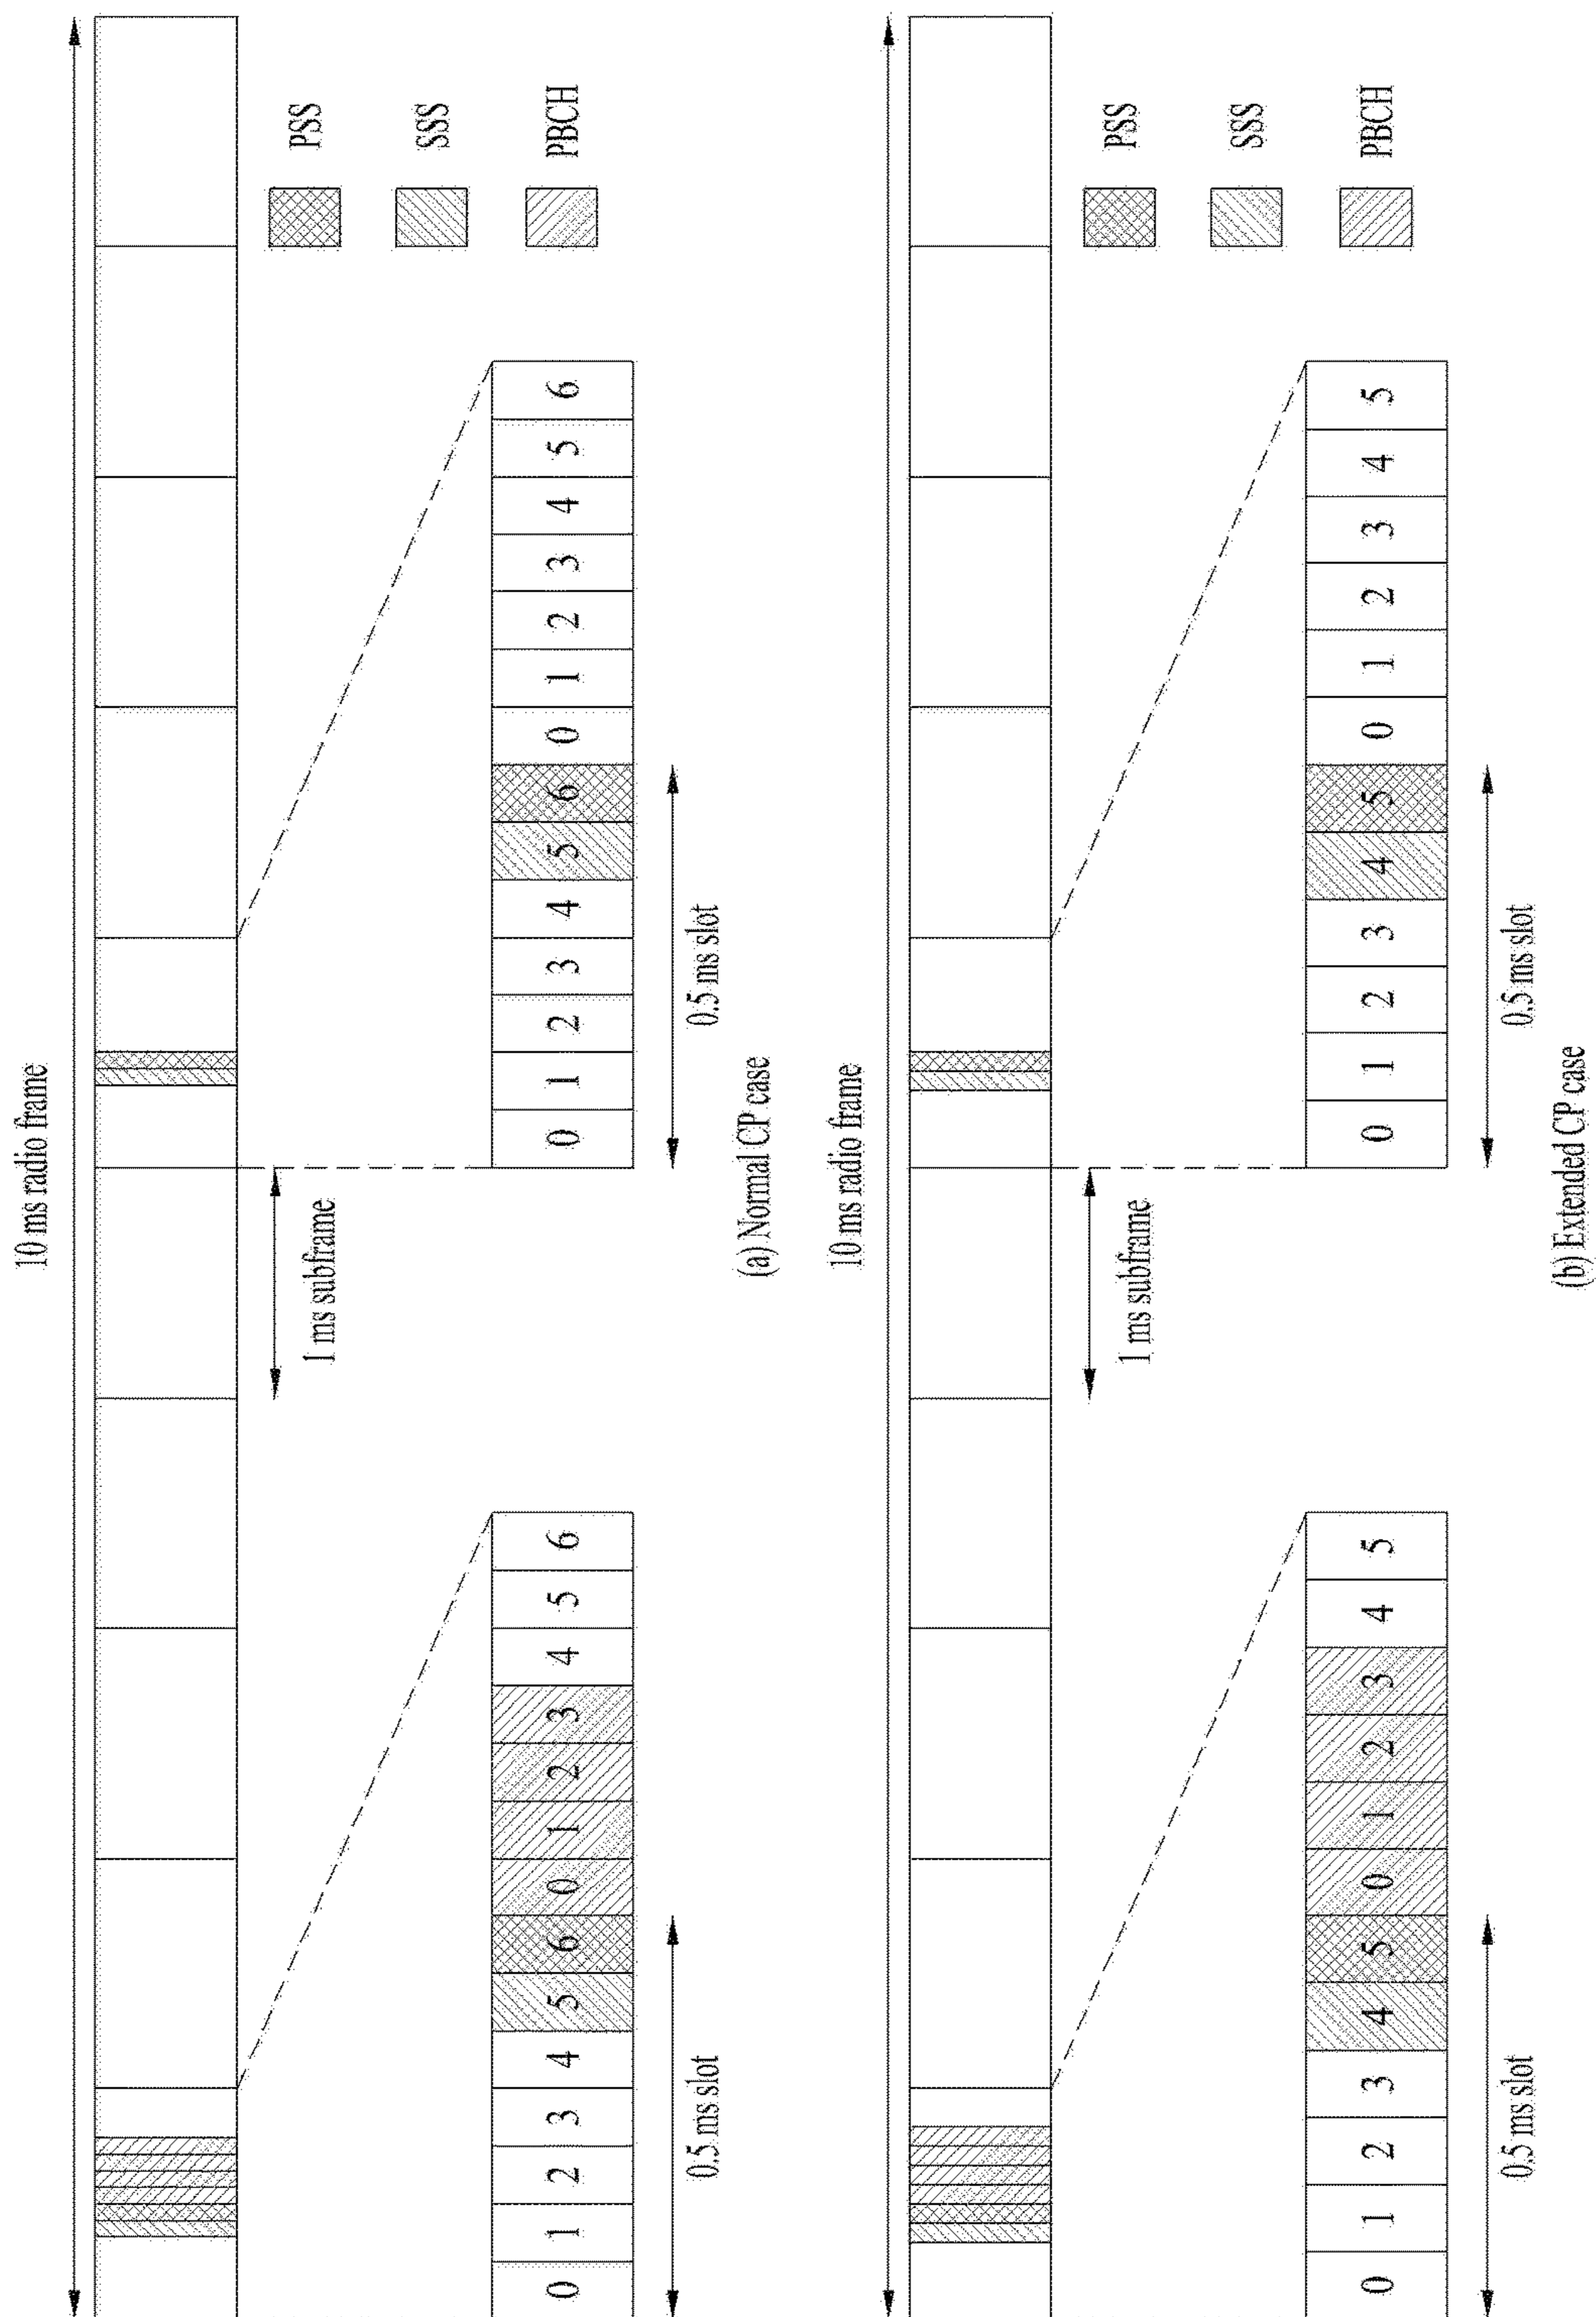 10 ms radio frame
PSS
SSS
PBCH
1 ms subframe
0 1 2 3 4 5 6 0 1 2 3 4 5 6
0 1 2 3 4 5 6 0 1 2 3 4 5 6
0.5 ms slot
0.5 ms slot
(a) Normal CP case
10 ms radio frame
PSS
SSS
PBCH
1 ms subframe
0 1 2 3 4 5 0 1 2 3 4 5
0 1 2 3 4 5 0 1 2 3 4 5
0.5 ms slot
0.5 ms slot
(b) Extended CP case